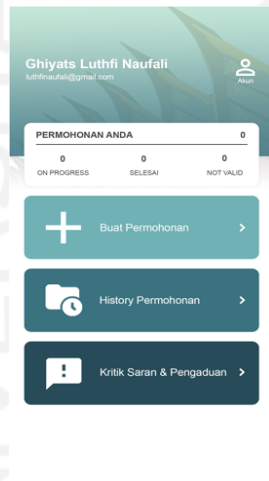 Ghiyats Luthfi Naufali
luthfinaufali@gmail.com
Akun
PERMOHONAN ANDA 0
0 0 0
ON PROGRESS SELESAI NOT VALID
Buat Permohonan
History Permohonan
Kritik Saran & Pengaduan